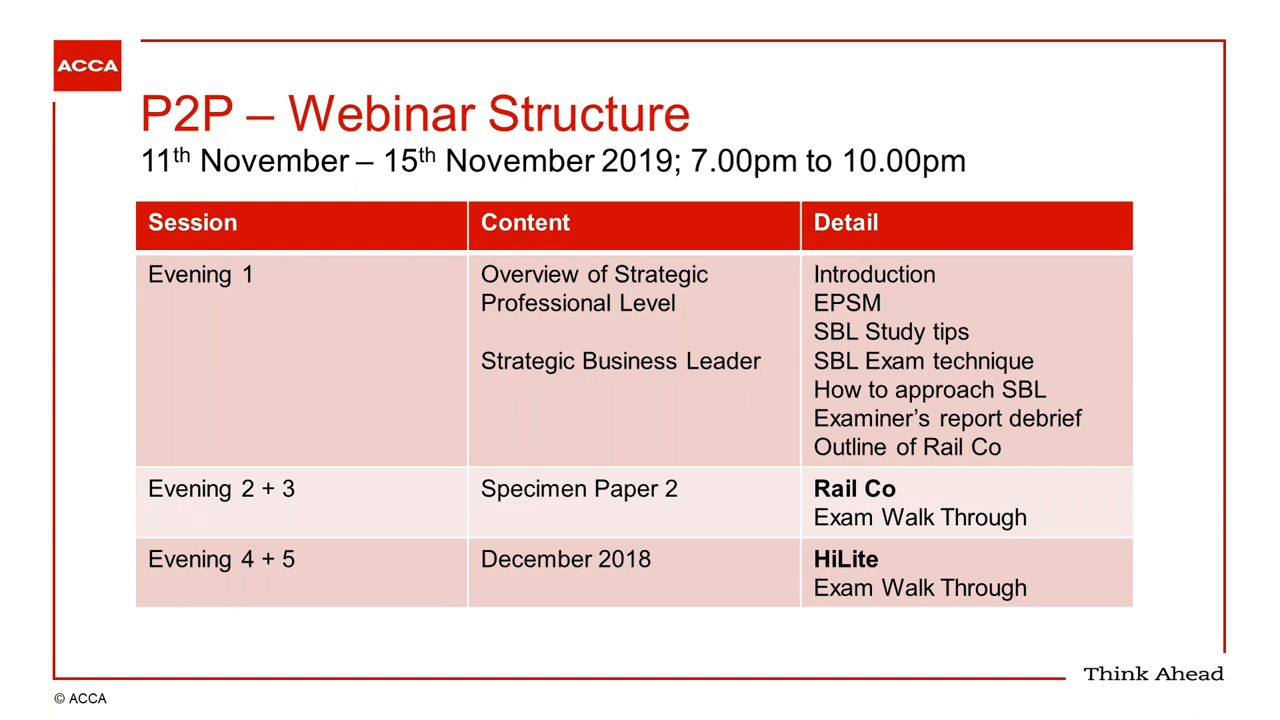 ACCA
P2P – Webinar Structure
11th November – 15th November 2019; 7.00pm to 10.00pm
Session Content Detail
Evening 1
Overview of Strategic
Professional Level
Strategic Business Leader
Introduction
EPSM
SBL Study tips
SBL Exam technique
How to approach SBL
Examiner’s report debrief
Outline of Rail Co
Evening 2 + 3
Specimen Paper 2
Rail Co
Exam Walk Through
Evening 4 + 5
December 2018
HiLite
Exam Walk Through
Think Ahead
© ACCA